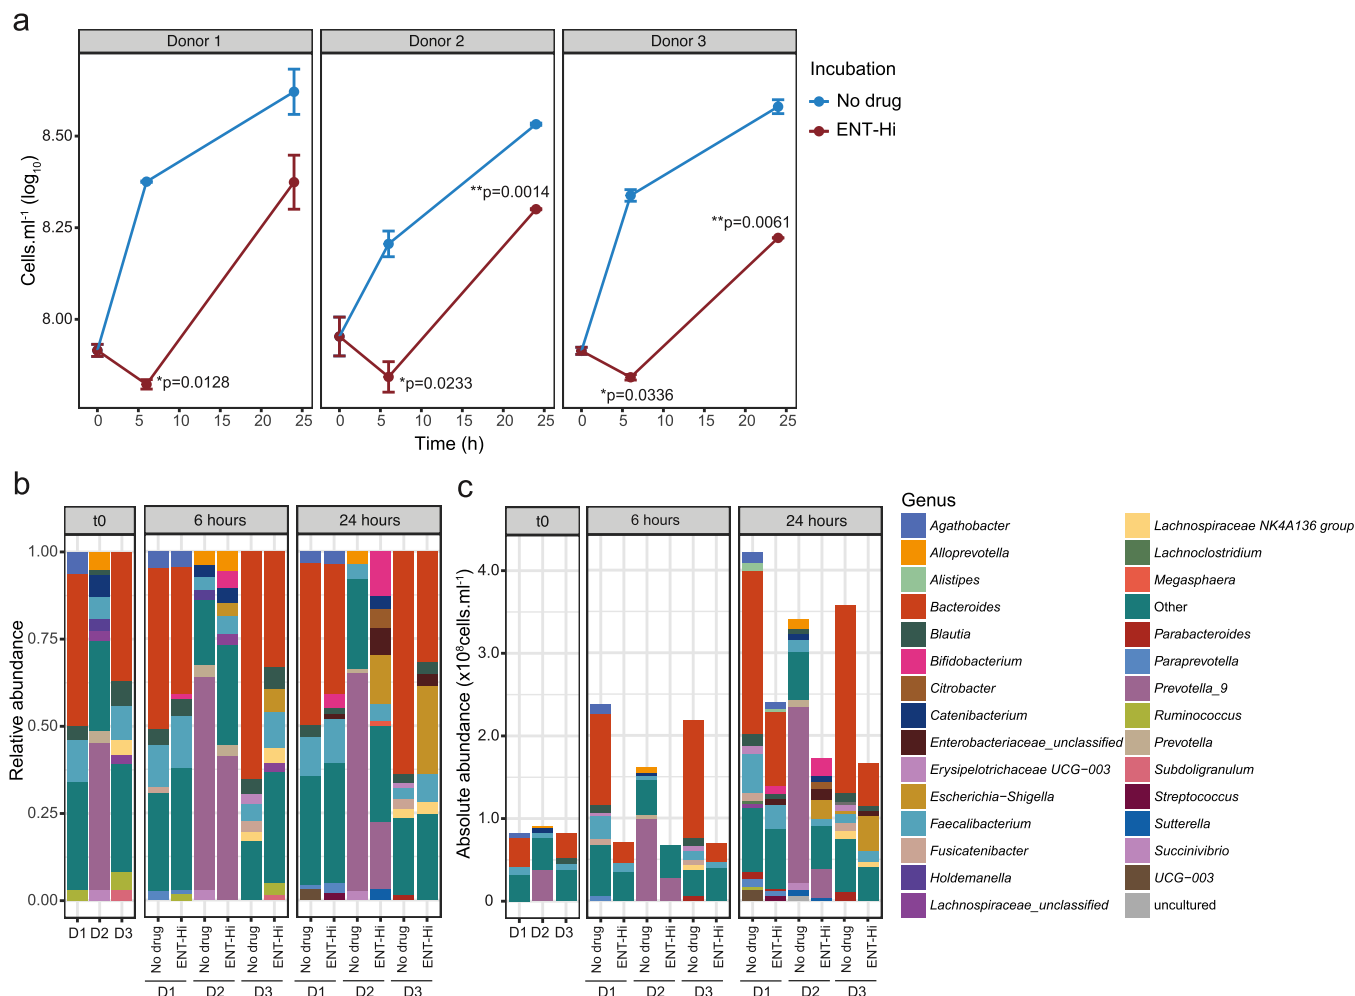 a
Donor 1
Donor 2
Donor 3
Incubation
No drug
ENT-Hi
Cells.ml⁻¹ (log₁₀)
8.50
8.25
8.00
*p=0.0128
*p=0.0233
**p=0.0014
*p=0.0336
**p=0.0061
0 5 10 15 20 25
0 5 10 15 20 25
0 5 10 15 20 25
Time (h)
b
t0
6 hours
24 hours
Relative abundance
1.00
0.75
0.50
0.25
0.00
D1 D2 D3
No drug
ENT-Hi
No drug
ENT-Hi
No drug
ENT-Hi
No drug
ENT-Hi
No drug
ENT-Hi
No drug
ENT-Hi
D1 D2 D3 D1 D2 D3
c
t0
6 hours
24 hours
Absolute abundance (x10⁸cells.ml⁻¹)
4.0
3.0
2.0
1.0
0
D1 D2 D3
No drug
ENT-Hi
No drug
ENT-Hi
No drug
ENT-Hi
No drug
ENT-Hi
No drug
ENT-Hi
No drug
ENT-Hi
D1 D2 D3 D1 D2 D3
Genus
Agathobacter
Alloprevotella
Alistipes
Bacteroides
Blautia
Bifidobacterium
Citrobacter
Catenibacterium
Enterobacteriaceae_unclassified
Erysipelotrichaceae UCG-003
Escherichia−Shigella
Faecalibacterium
Fusicatenibacter
Holdemanella
Lachnospiraceae_unclassified
Lachnospiraceae NK4A136 group
Lachnoclostridium
Megasphaera
Other
Parabacteroides
Paraprevotella
Prevotella_9
Ruminococcus
Prevotella
Subdoligranulum
Streptococcus
Sutterella
Succinivibrio
UCG−003
uncultured